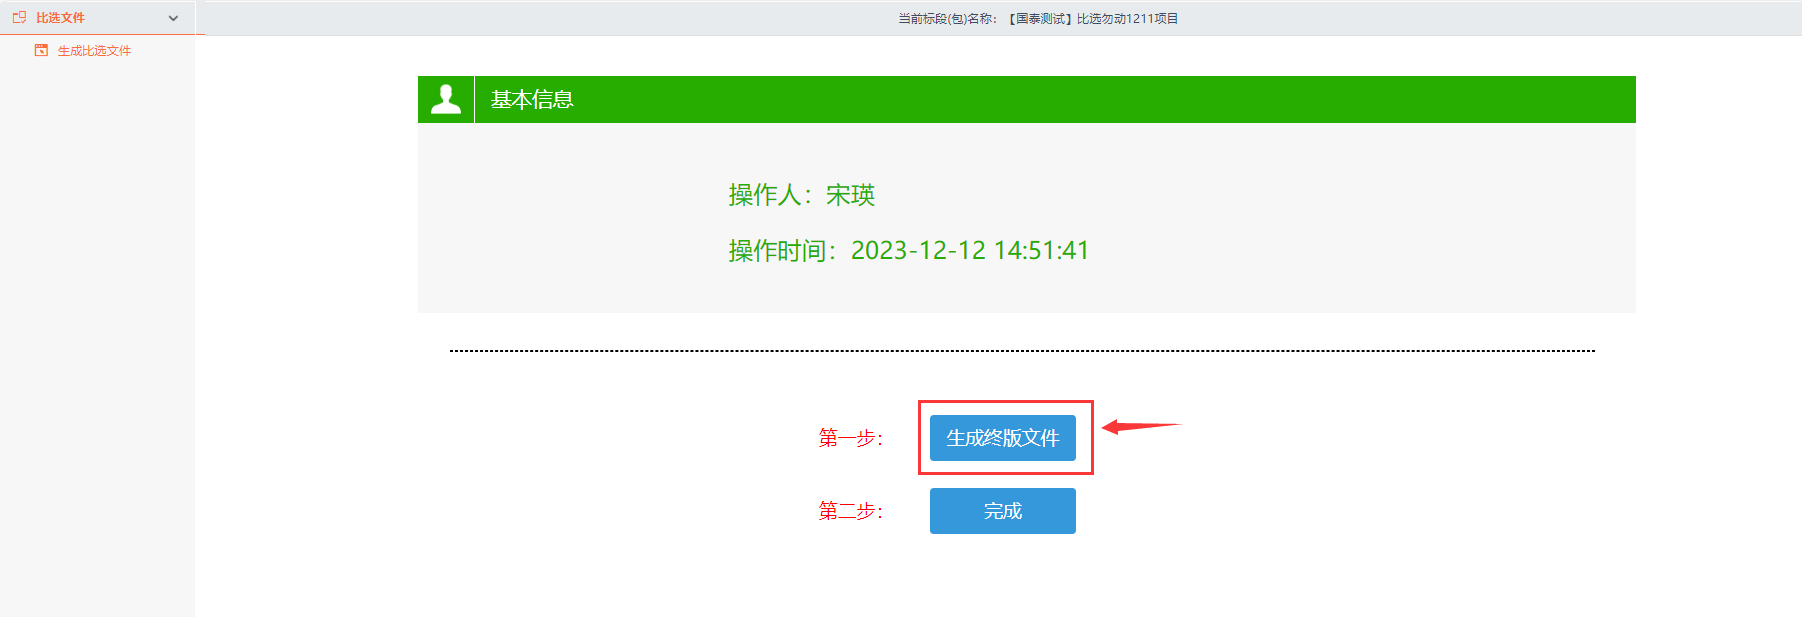 比选文件
当前标段(包)名称：【国泰测试】比选勿动1211项目
生成比选文件
基本信息
操作人：宋瑛
操作时间：2023-12-12 14:51:41
第一步：
生成终版文件
第二步：
完成